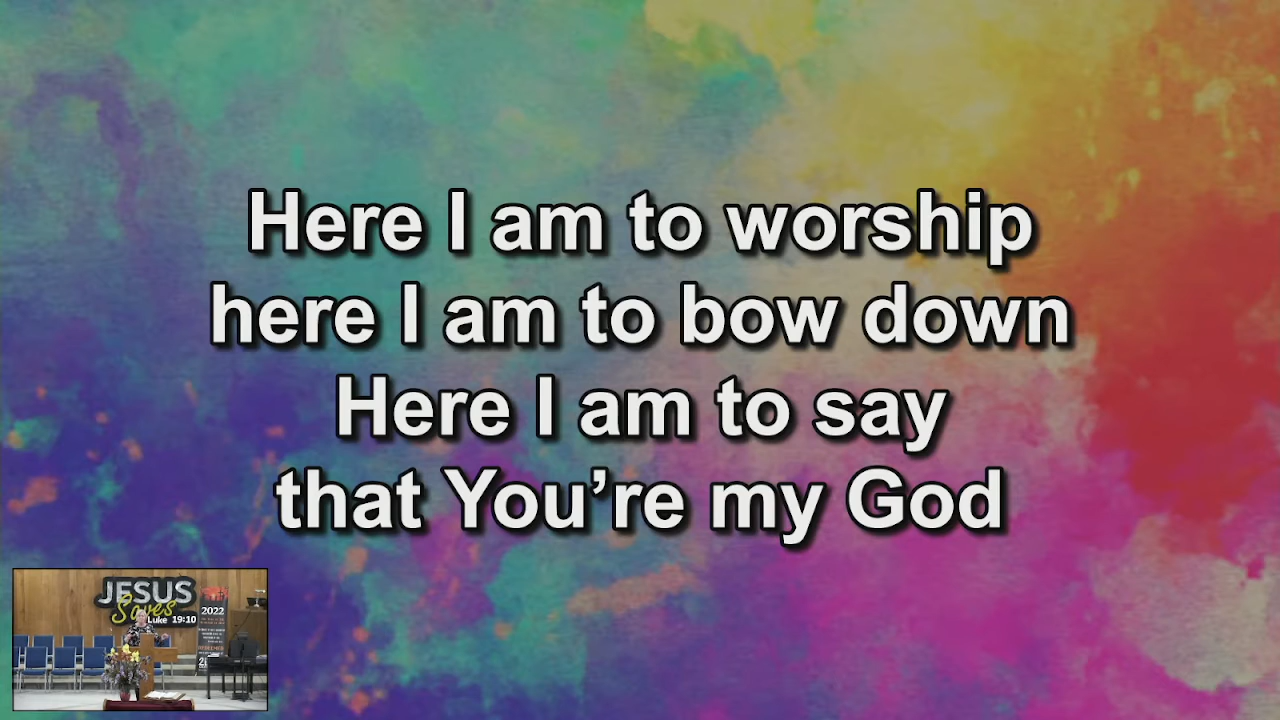 Here I am to worship
here I am to bow down
Here I am to say
that You’re my God
JESUS
Saves
Luke 19:10
2022